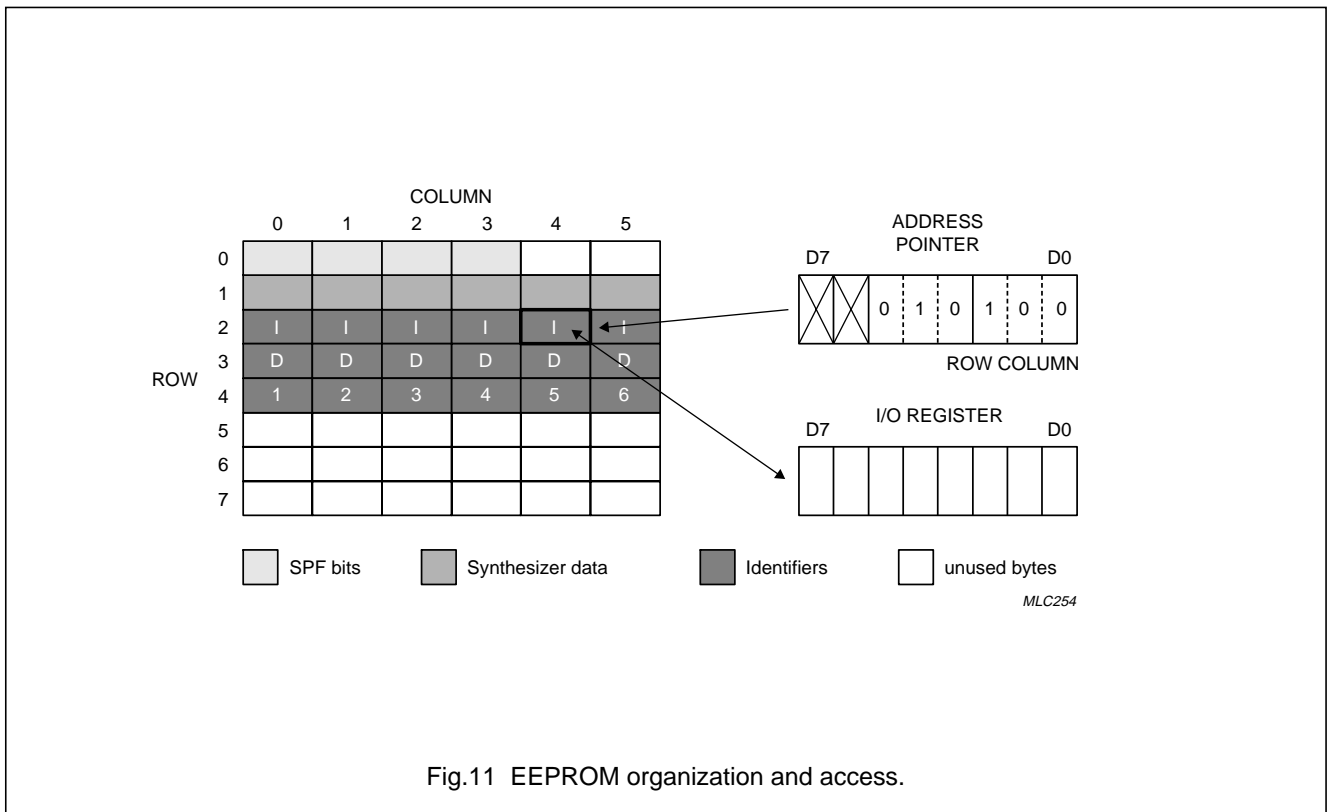 COLUMN
0 1 2 3 4 5
ROW
0
1
2 I I I I I I
3 D D D D D D
4 1 2 3 4 5 6
5
6
7
ADDRESS
POINTER
D7 D0
0 1 0 1 0 0
ROW COLUMN
I/O REGISTER
D7 D0
SPF bits Synthesizer data Identifiers unused bytes
MLC254
Fig.11 EEPROM organization and access.